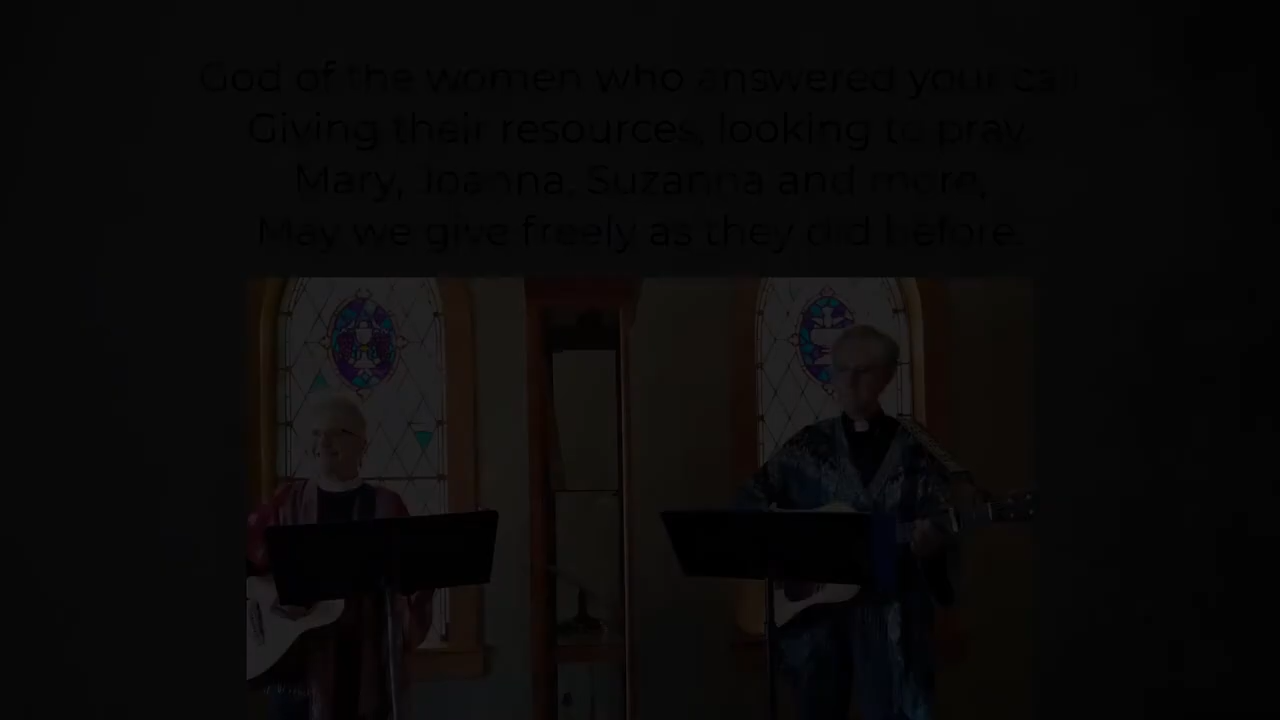 God of the women who answered your call
Giving their resources, looking to pray.
Mary, Joanna, Suzanna and more,
May we give freely as they did before.